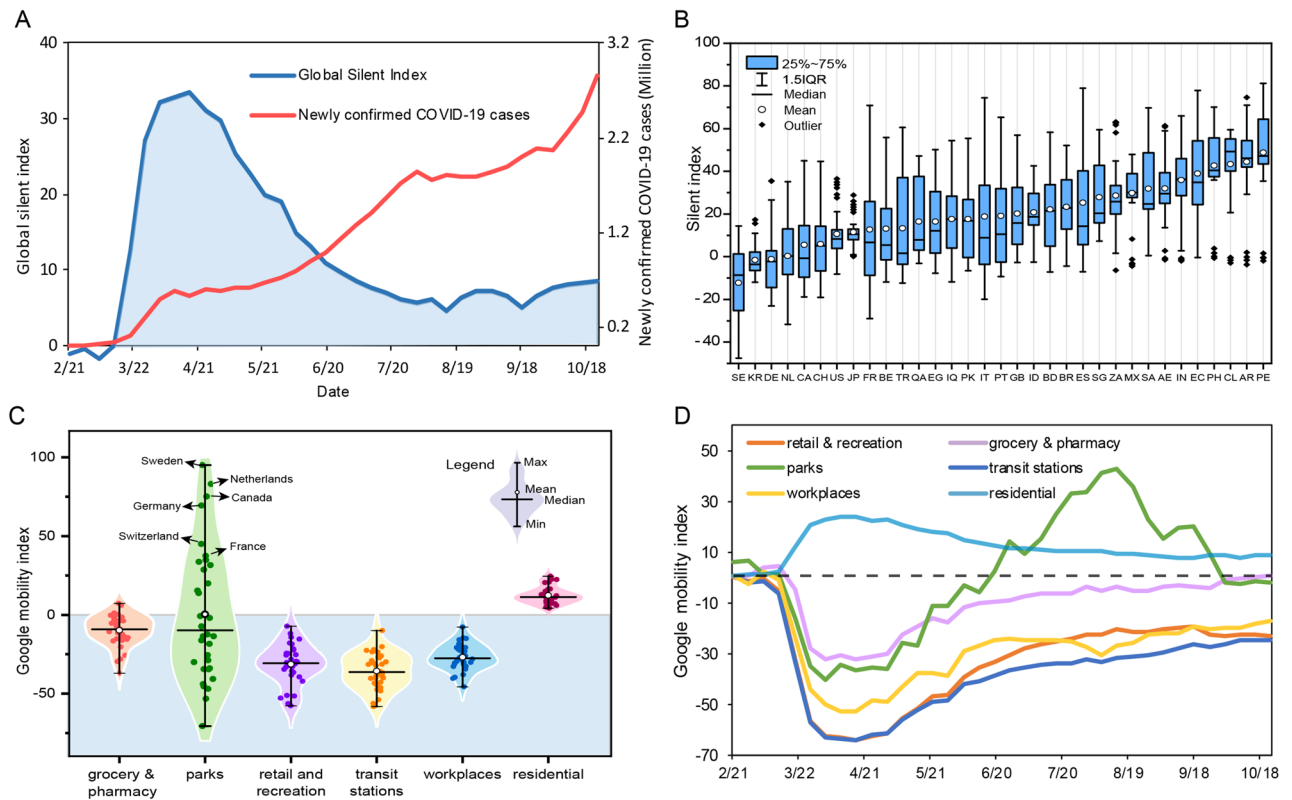 A
40
30
20
10
0
Global silent index
Global Silent Index
Newly confirmed COVID-19 cases
3.2
2.2
1.2
0.2
Newly confirmed COVID-19 cases (Million)
2/21 3/22 4/21 5/21 6/20 7/20 8/19 9/18 10/18
Date
B
100
80
60
40
20
0
-20
-40
Silent index
25%~75%
1.5IQR
Median
Mean
Outlier
SE KR DE NL CA CH US JP FR BE TR QA EG IQ PK IT PT GB ID BD BR ES SG ZA MX SA AE IN EC PH CL AR PE
C
100
50
0
-50
Google mobility index
Sweden
Netherlands
Canada
Germany
Switzerland
France
Legend
Max
Mean
Median
Min
grocery & pharmacy
parks
retail and recreation
transit stations
workplaces
residential
D
60
30
10
-10
-30
-50
-70
Google mobility index
retail & recreation
grocery & pharmacy
parks
transit stations
workplaces
residential
2/21 3/22 4/21 5/21 6/20 7/20 8/19 9/18 10/18